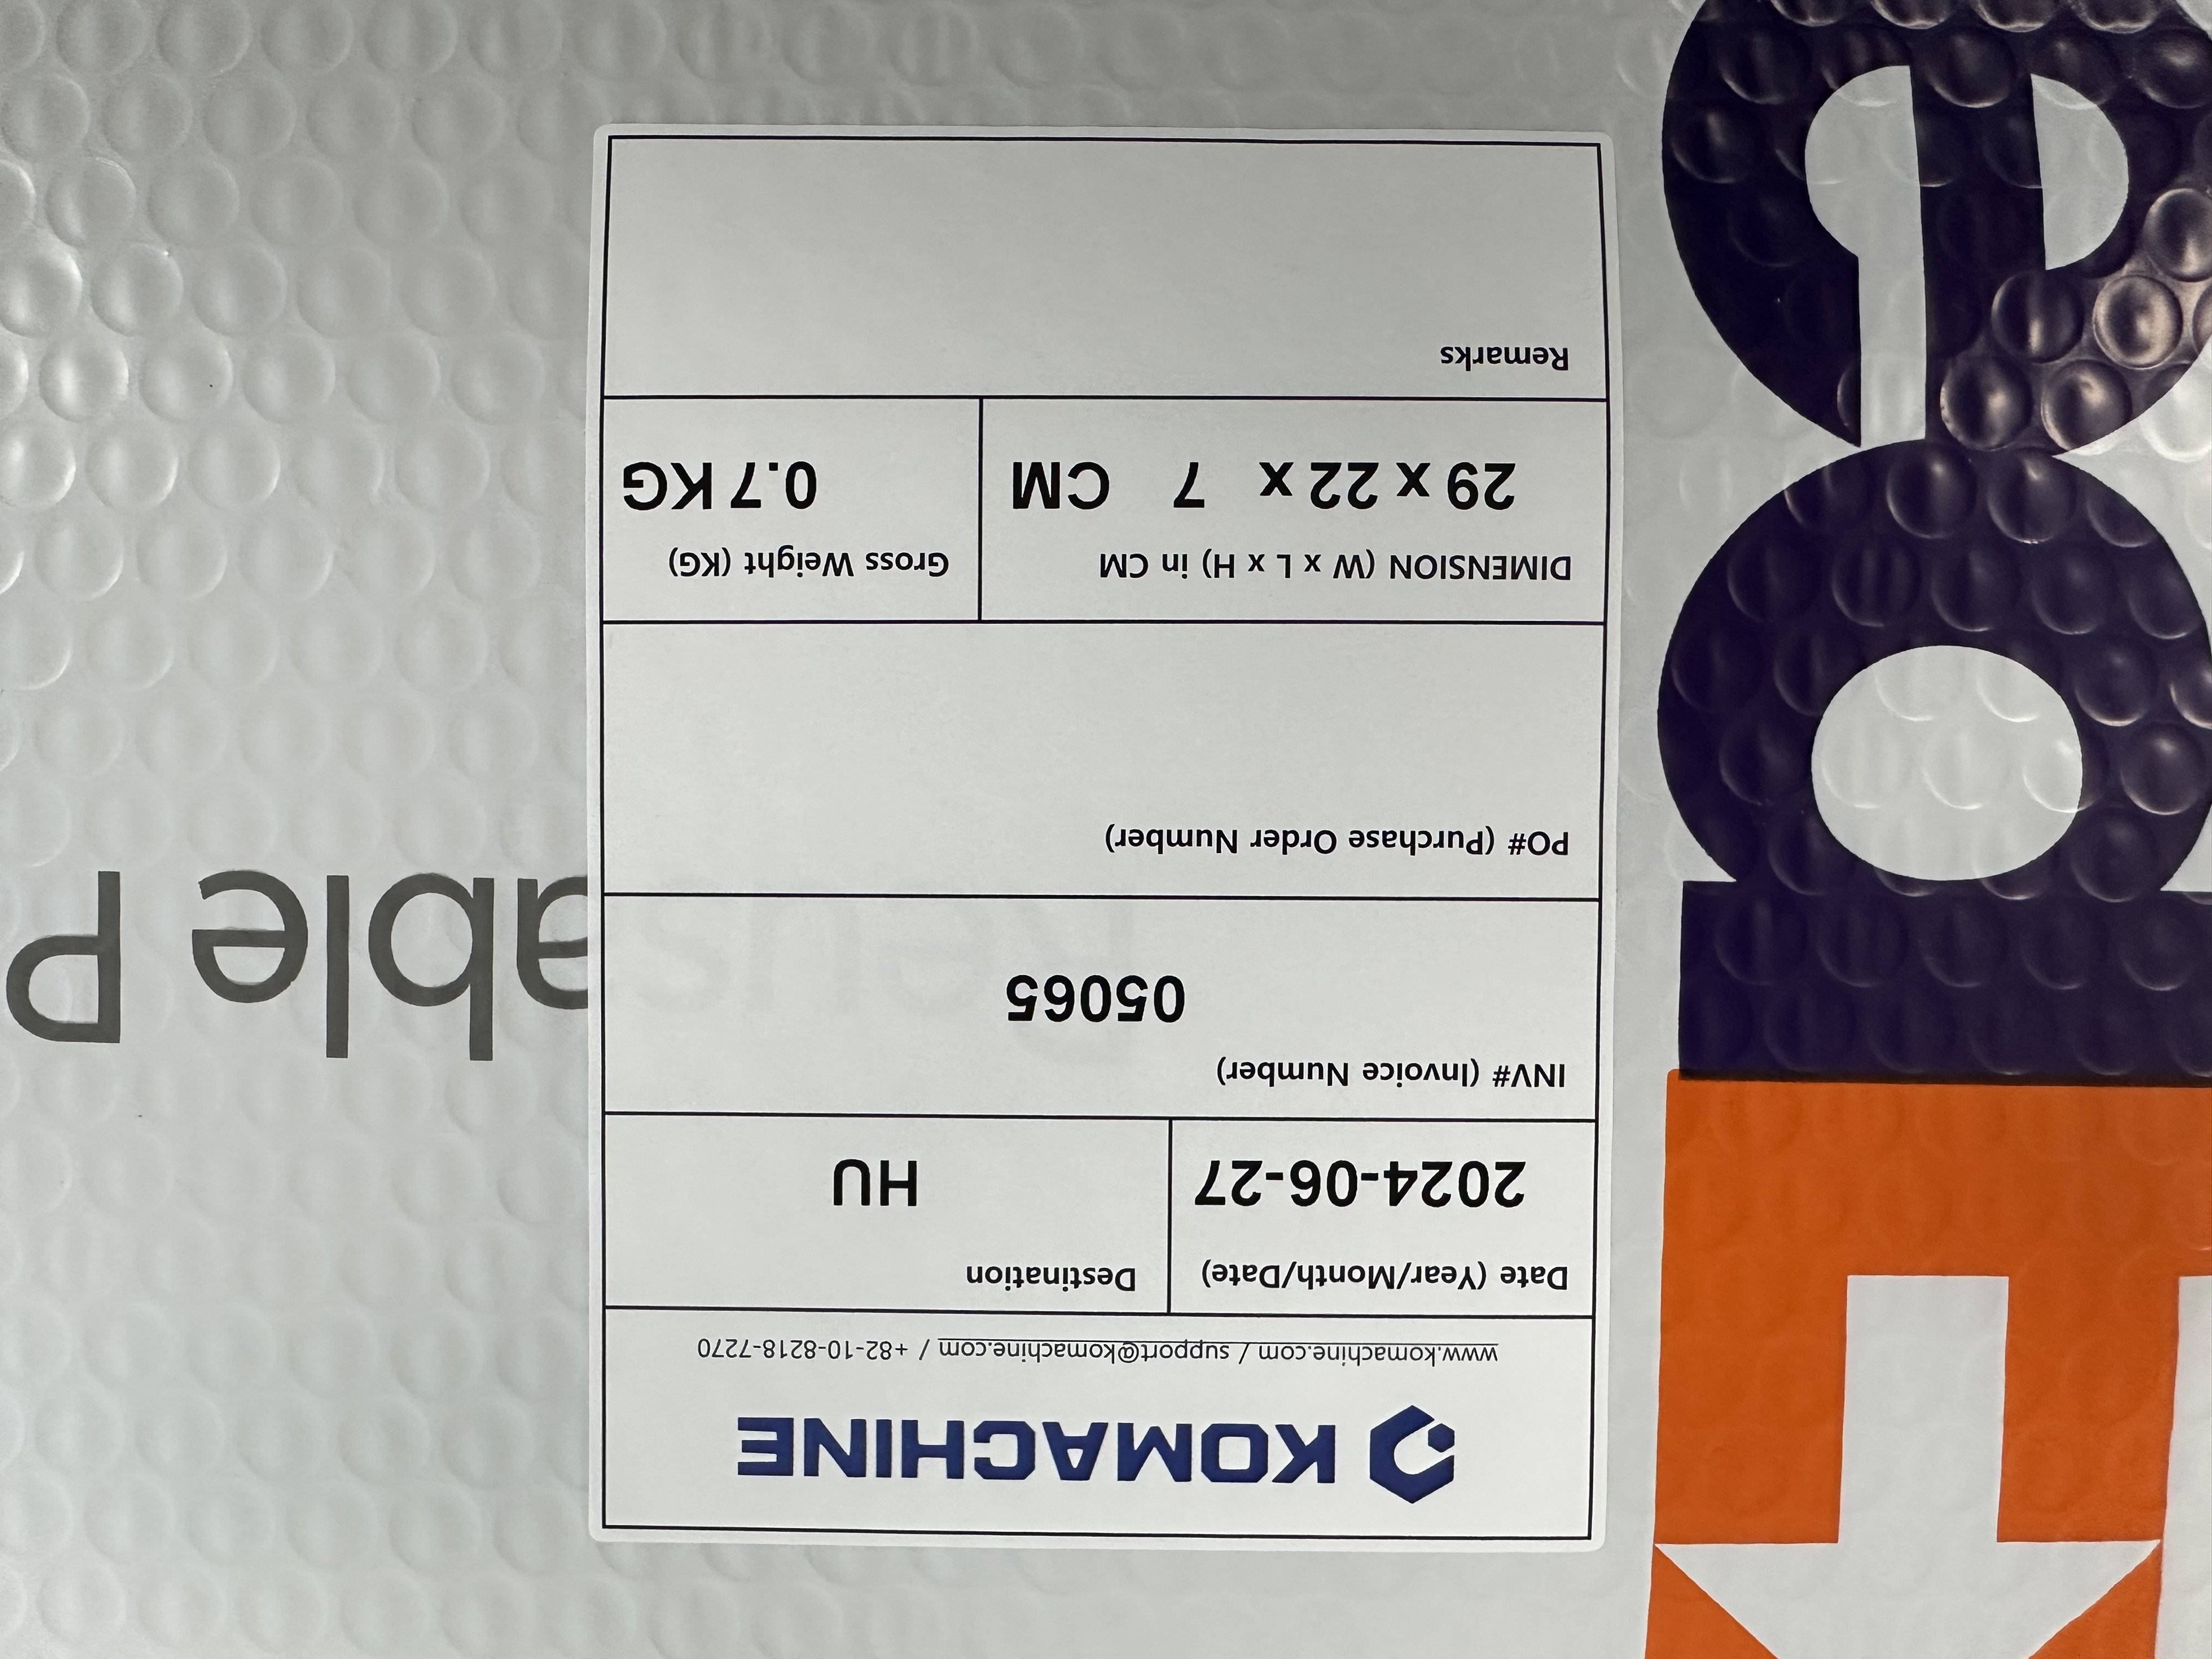 KOMACHINE
www.komachine.com / support@komachine.com / +82-10-8218-7270
Date (Year/Month/Date)
2024-06-27
Destination
HU
INV# (Invoice Number)
05065
PO# (Purchase Order Number)
DIMENSION (W x L x H) in CM
29 x 22 x 7 CM
Gross Weight (KG)
0.7 KG
Remarks
able P